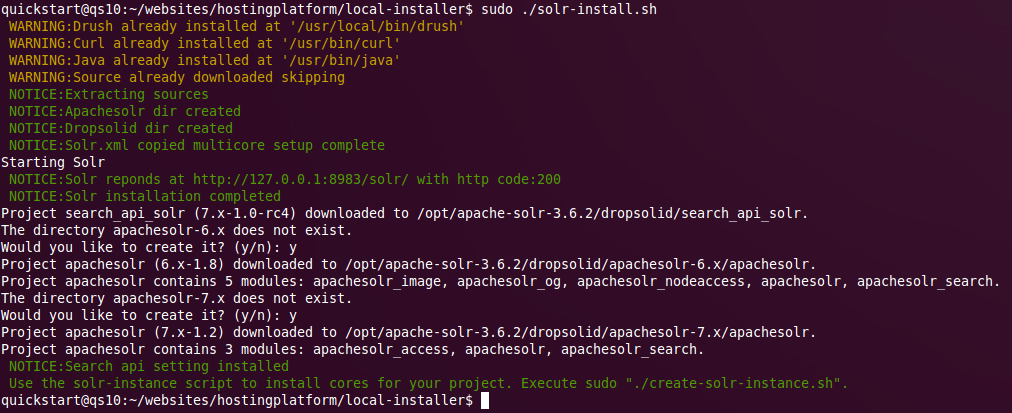 quickstart@qs10:~/websites/hostingplatform/local-installer$ sudo ./solr-install.sh
WARNING:Drush already installed at '/usr/local/bin/drush'
WARNING:Curl already installed at '/usr/bin/curl'
WARNING:Java already installed at '/usr/bin/java'
WARNING:Source already downloaded skipping
NOTICE:Extracting sources
NOTICE:Apachesolr dir created
NOTICE:Dropsolid dir created
NOTICE:Solr.xml copied multicore setup complete
Starting Solr
NOTICE:Solr reponds at http://127.0.0.1:8983/solr/ with http code:200
NOTICE:Solr installation completed
Project search_api_solr (7.x-1.0-rc4) downloaded to /opt/apache-solr-3.6.2/dropsolid/search_api_solr.
The directory apachesolr-6.x does not exist.
Would you like to create it? (y/n): y
Project apachesolr (6.x-1.8) downloaded to /opt/apache-solr-3.6.2/dropsolid/apachesolr-6.x/apachesolr.
Project apachesolr contains 5 modules: apachesolr_image, apachesolr_og, apachesolr_nodeaccess, apachesolr, apachesolr_search.
The directory apachesolr-7.x does not exist.
Would you like to create it? (y/n): y
Project apachesolr (7.x-1.2) downloaded to /opt/apache-solr-3.6.2/dropsolid/apachesolr-7.x/apachesolr.
Project apachesolr contains 3 modules: apachesolr_access, apachesolr, apachesolr_search.
NOTICE:Search api setting installed
Use the solr-instance script to install cores for your project. Execute sudo "./create-solr-instance.sh".
quickstart@qs10:~/websites/hostingplatform/local-installer$